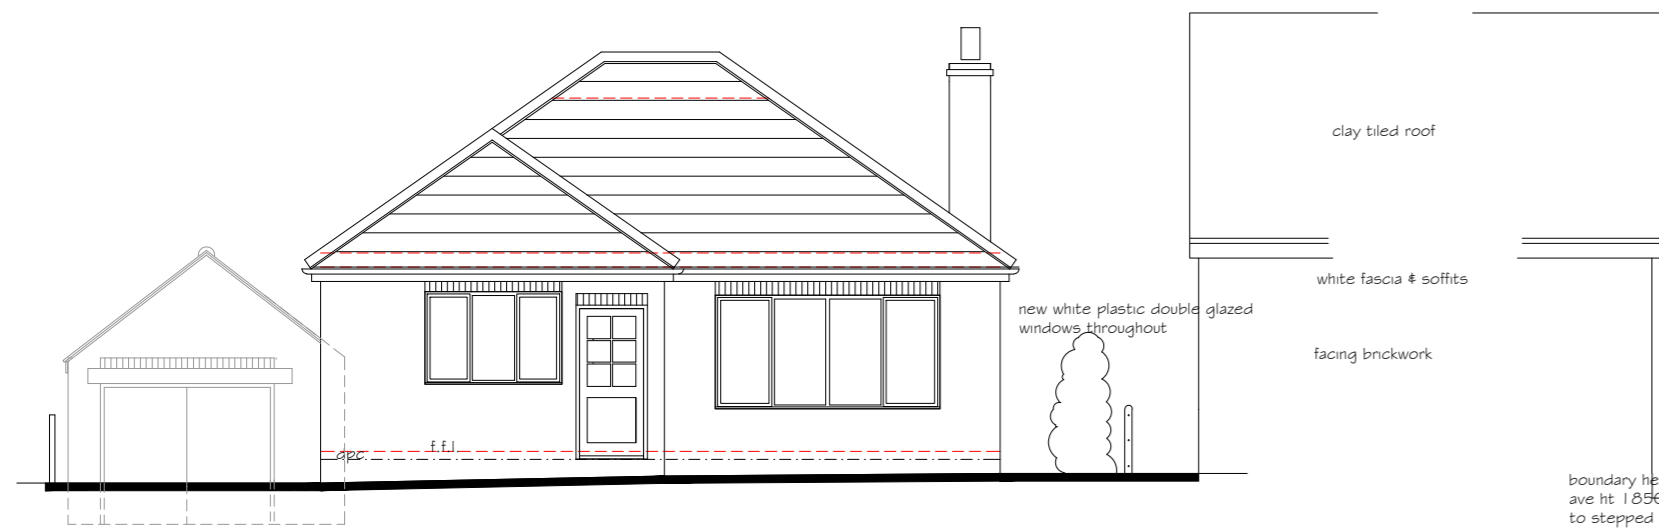 clay tiled roof
white fascia & soffits
new white plastic double glazed
windows throughout
facing brickwork
f.f.l
dpc
boundary he
ave ht 1850
to stepped